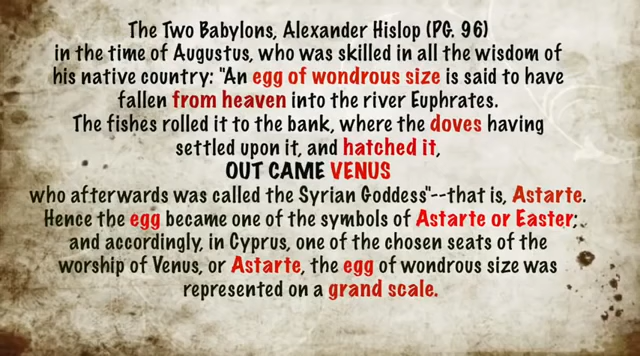 The Two Babylons, Alexander Hislop (PG. 96)
in the time of Augustus, who was skilled in all the wisdom of
his native country: "An egg of wondrous size is said to have
fallen from heaven into the river Euphrates.
The fishes rolled it to the bank, where the doves having
settled upon it, and hatched it,
OUT CAME VENUS
who afterwards was called the Syrian Goddess"--that is, Astarte.
Hence the egg became one of the symbols of Astarte or Easter;
and accordingly, in Cyprus, one of the chosen seats of the
worship of Venus, or Astarte, the egg of wondrous size was
represented on a grand scale.